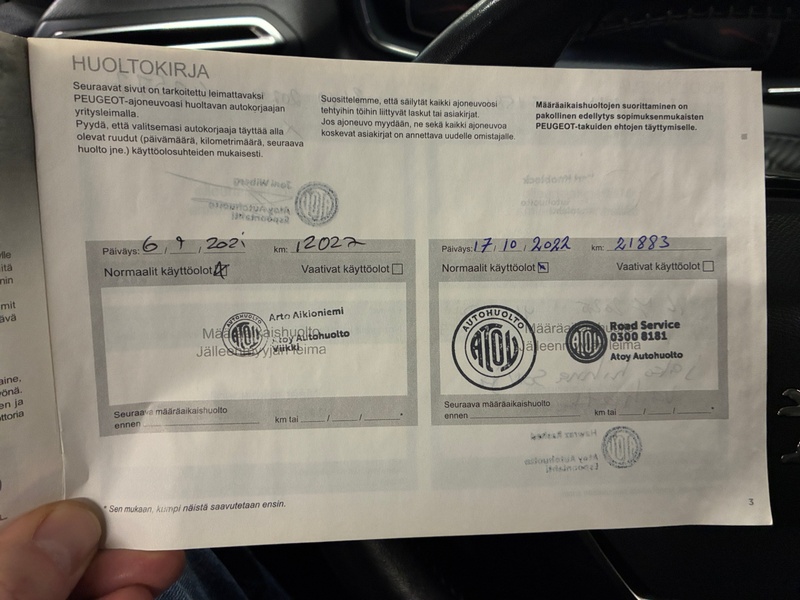 HUOLTOKIRJA
Seuraavat sivut on tarkoitettu leimattavaksi
PEUGEOT-ajoneuvoasi huoltavan autokorjaajan
yritysleimalla.
Pyydä, että valitsemasi autokorjaaja täyttää alla
olevat ruudut (päivämäärä, kilometrimäärä, seuraava
huolto jne.) käyttöolosuhteiden mukaisesti.
Suosittelemme, että säilytät kaikki ajoneuvoosi
tehtyihin töihin liittyvät laskut tai asiakirjat.
Jos ajoneuvo myydään, ne sekä kaikki ajoneuvoa
koskevat asiakirjat on annettava uudelle omistajalle.
Määräaikaishuoltojen suorittaminen on
pakollinen edellytys sopimuksenmukaisten
PEUGEOT-takuiden ehtojen täyttymiselle.
Päiväys: 6, 9, 2021 km: 12027
Normaalit käyttöolot Vaativat käyttöolot
AUTOHUOLTO
ATOY
Arto Aikioniemi
Atoy Autohuolto
Viikki
Määräaikaishuolto
Jälleenmyyjän leima
Seuraava määräaikaishuolto
ennen km tai / / *
Päiväys: 17, 10, 2022 km: 21883
Normaalit käyttöolot Vaativat käyttöolot
AUTOHUOLTO
ATOY
ATOY
Road Service
0300 8181
Atoy Autohuolto
Seuraava määräaikaishuolto
ennen km tai / / *
* Sen mukaan, kumpi näistä saavutetaan ensin.
3